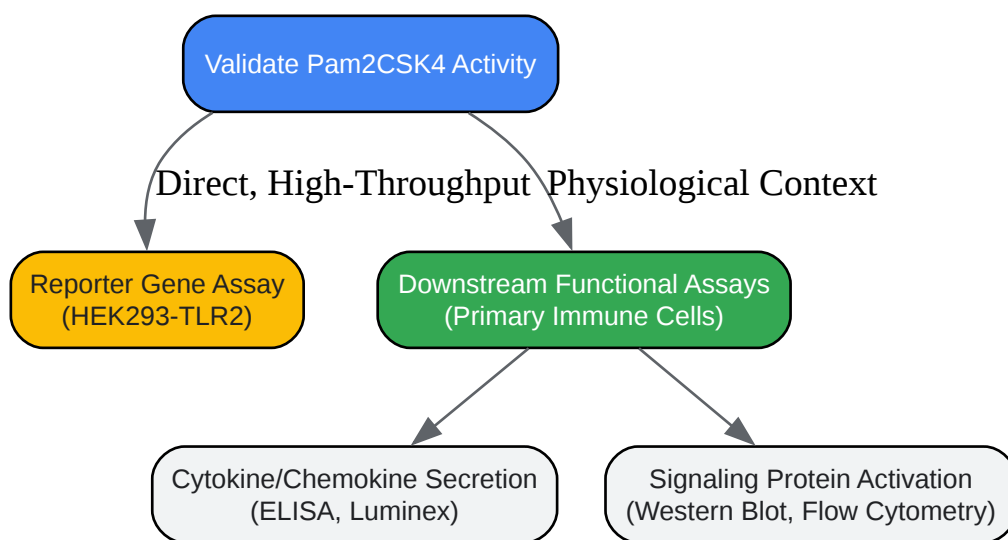 Validate Pam2CSK4 Activity
Direct, High-Throughput
Physiological Context
Reporter Gene Assay
(HEK293-TLR2)
Downstream Functional Assays
(Primary Immune Cells)
Cytokine/Chemokine Secretion
(ELISA, Luminex)
Signaling Protein Activation
(Western Blot, Flow Cytometry)